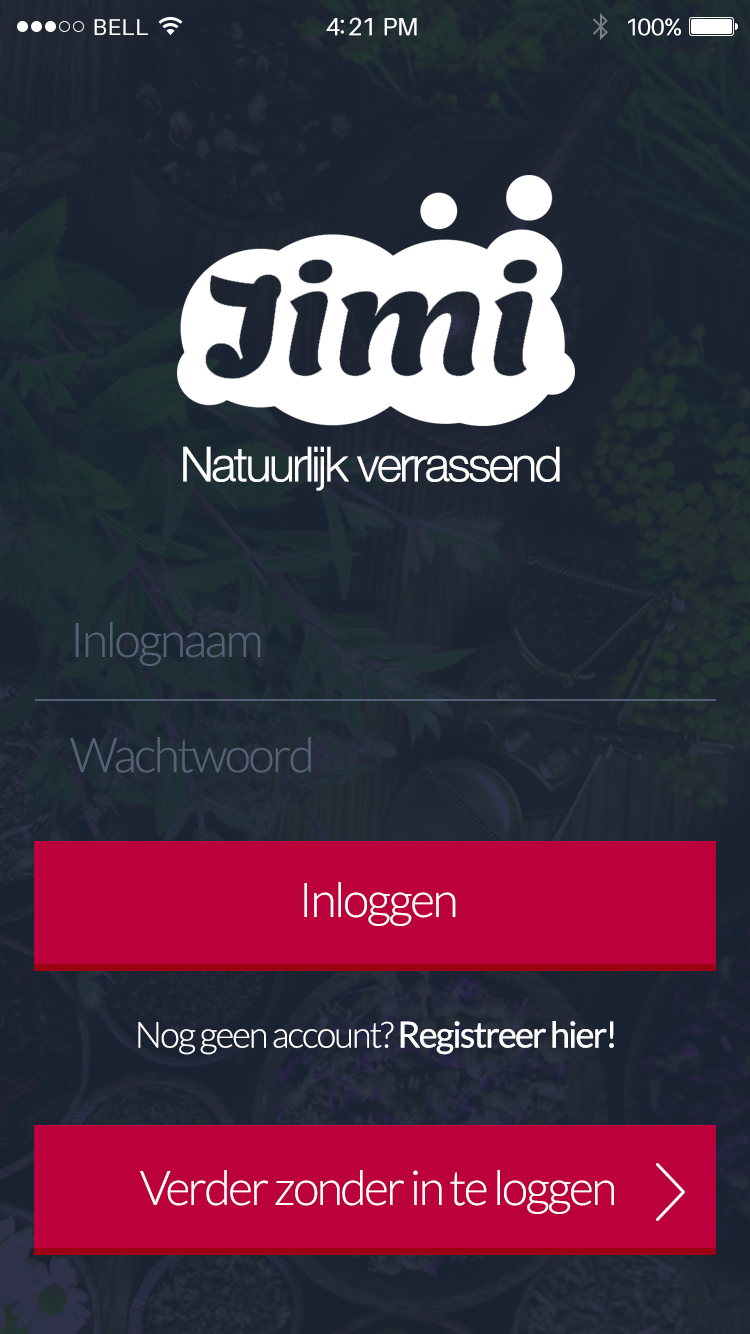 BELL 4:21 PM 100%
Jimi
Natuurlijk verrassend
Inlognaam
Wachtwoord
Inloggen
Nog geen account? Registreer hier!
Verder zonder in te loggen